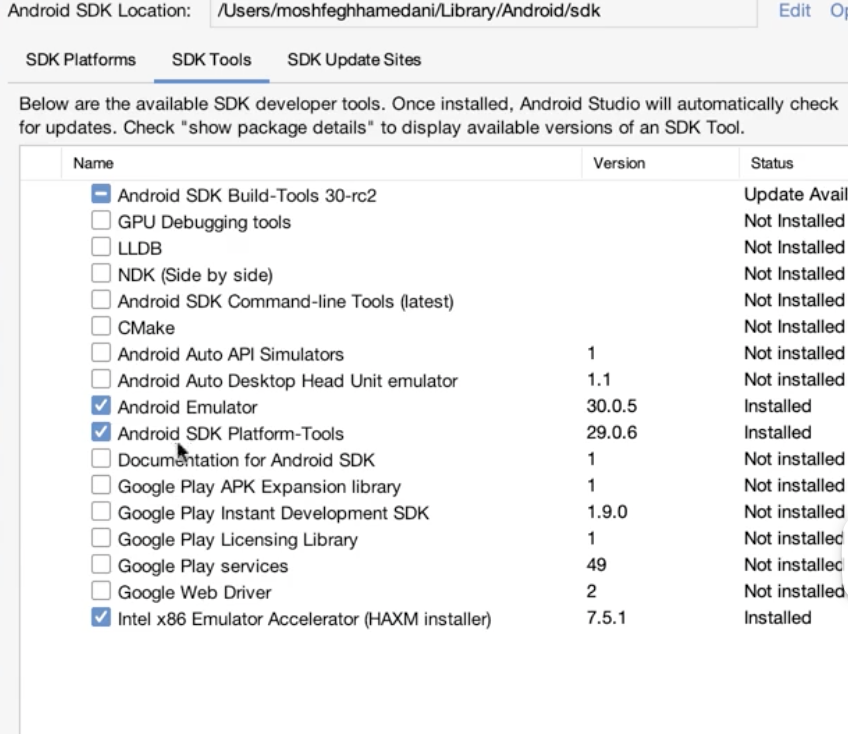 Android SDK Location: /Users/moshfeghhamedani/Library/Android/sdk Edit
SDK Platforms SDK Tools SDK Update Sites
Below are the available SDK developer tools. Once installed, Android Studio will automatically check
for updates. Check "show package details" to display available versions of an SDK Tool.
Name Version Status
Android SDK Build-Tools 30-rc2 Update Avail
GPU Debugging tools Not Installed
LLDB Not Installed
NDK (Side by side) Not Installed
Android SDK Command-line Tools (latest) Not Installed
CMake Not Installed
Android Auto API Simulators 1 Not installed
Android Auto Desktop Head Unit emulator 1.1 Not installed
Android Emulator 30.0.5 Installed
Android SDK Platform-Tools 29.0.6 Installed
Documentation for Android SDK 1 Not installed
Google Play APK Expansion library 1 Not installed
Google Play Instant Development SDK 1.9.0 Not installed
Google Play Licensing Library 1 Not installed
Google Play services 49 Not installed
Google Web Driver 2 Not installed
Intel x86 Emulator Accelerator (HAXM installer) 7.5.1 Installed